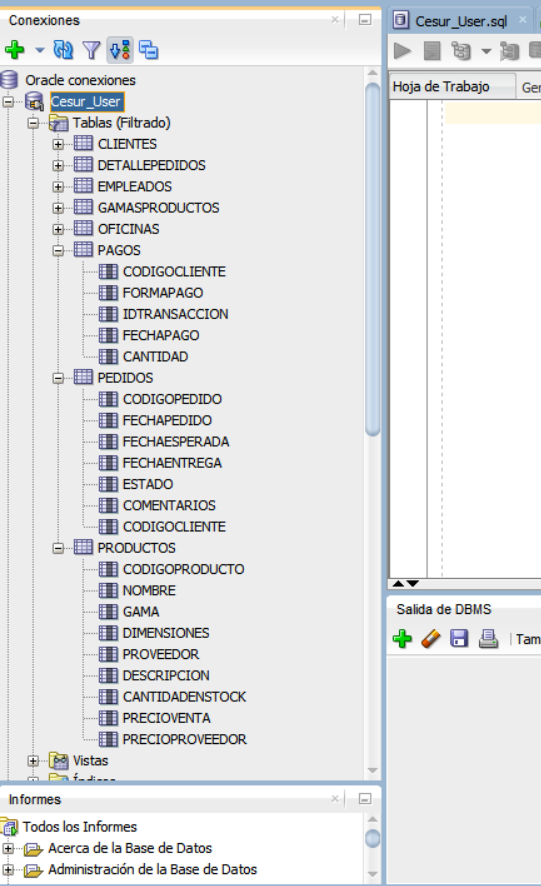 Conexiones
Oracle conexiones
Cesur_User
Tablas (Filtrado)
CLIENTES
DETALLEPEDIDOS
EMPLEADOS
GAMASPRODUCTOS
OFICINAS
PAGOS
CODIGOCLIENTE
FORMAPAGO
IDTRANSACCION
FECHAPAGO
CANTIDAD
PEDIDOS
CODIGOPEDIDO
FECHAPEDIDO
FECHAESPERADA
FECHAENTREGA
ESTADO
COMENTARIOS
CODIGOCLIENTE
PRODUCTOS
CODIGOPRODUCTO
NOMBRE
GAMA
DIMENSIONES
PROVEEDOR
DESCRIPCION
CANTIDADENSTOCK
PRECIOVENTA
PRECIOPROVEEDOR
Vistas
Índices
Informes
Todos los Informes
Acerca de la Base de Datos
Administración de la Base de Datos
Cesur_User.sql
Hoja de Trabajo
Ger
Salida de DBMS
Tam